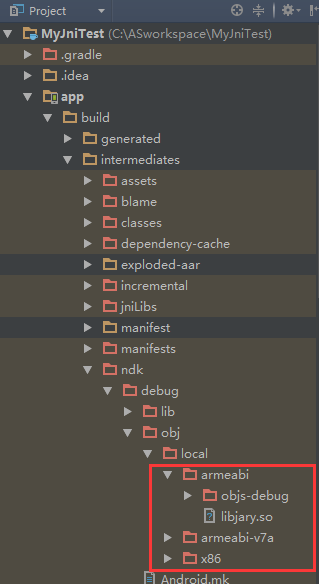 Project
MyJniTest (C:\ASworkspace\MyJniTest)
.gradle
.idea
app
build
generated
intermediates
assets
blame
classes
dependency-cache
exploded-aar
incremental
jniLibs
manifest
manifests
ndk
debug
lib
obj
local
armeabi
objs-debug
libjary.so
armeabi-v7a
x86
Android.mk